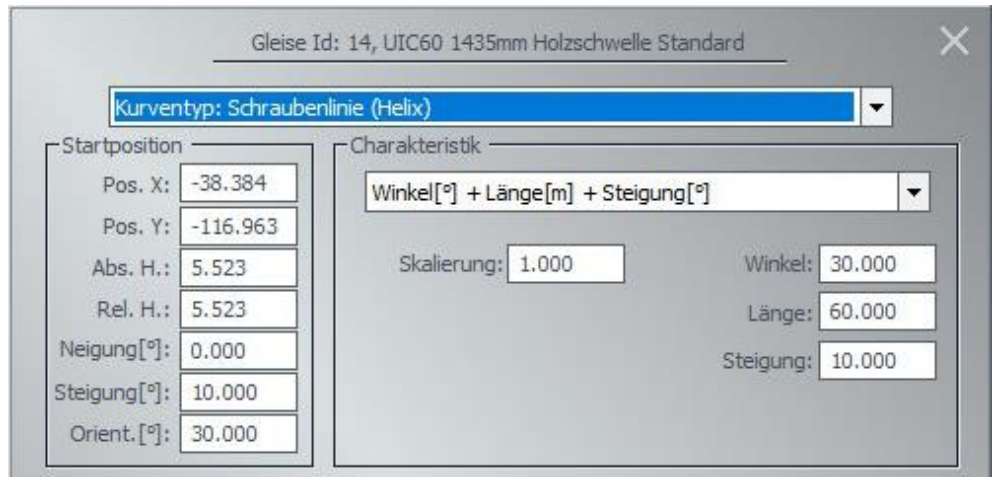 Gleise Id: 14, UIC60 1435mm Holzschwelle Standard
Kurventyp: Schraubenlinie (Helix)
Startposition
Pos. X: -38.384
Pos. Y: -116.963
Abs. H.: 5.523
Rel. H.: 5.523
Neigung[°]: 0.000
Steigung[°]: 10.000
Orient.[°]: 30.000
Charakteristik
Winkel[°] + Länge[m] + Steigung[°]
Skalierung: 1.000
Winkel: 30.000
Länge: 60.000
Steigung: 10.000